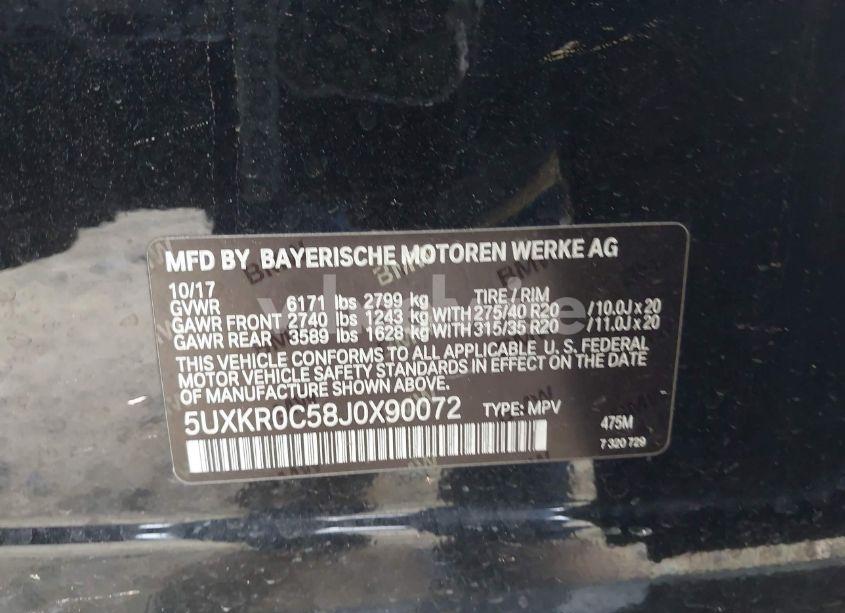 MFD BY BAYERISCHE MOTOREN WERKE AG
10/17
GVWR 6171 lbs 2799 kg TIRE / RIM
GAWR FRONT 2740 lbs 1243 kg WITH 275/40 R20 /10.0J x 20
GAWR REAR 3589 lbs 1628 kg WITH 315/35 R20 /11.0J x 20
THIS VEHICLE CONFORMS TO ALL APPLICABLE U. S. FEDERAL
MOTOR VEHICLE SAFETY STANDARDS IN EFFECT ON THE DATE
OF MANUFACTURE SHOWN ABOVE.
5UXKR0C58J0X90072 TYPE: MPV 475M
7 320 729
BMW